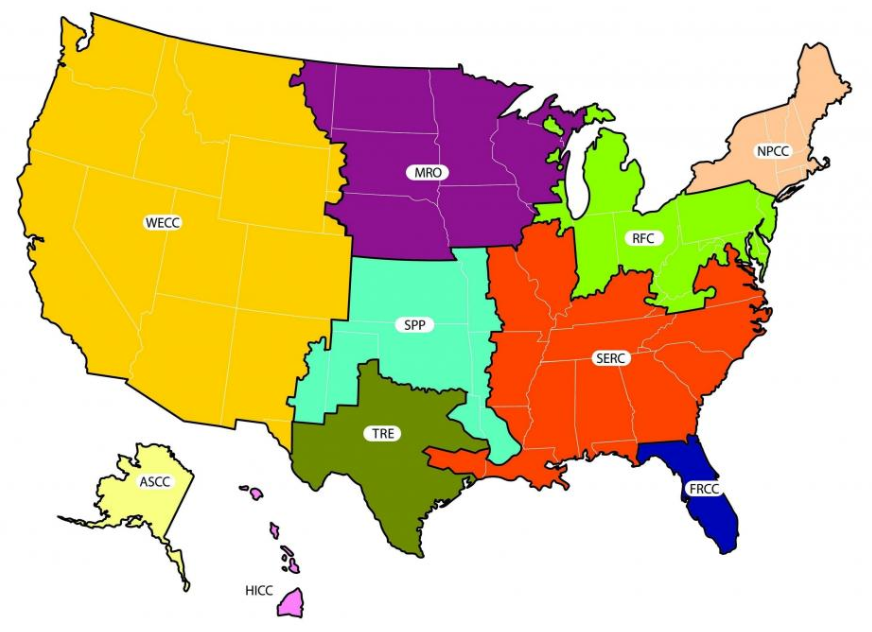 NPCC
MRO
WECC
RFC
SPP
SERC
TRE
ASCC
FRCC
HICC